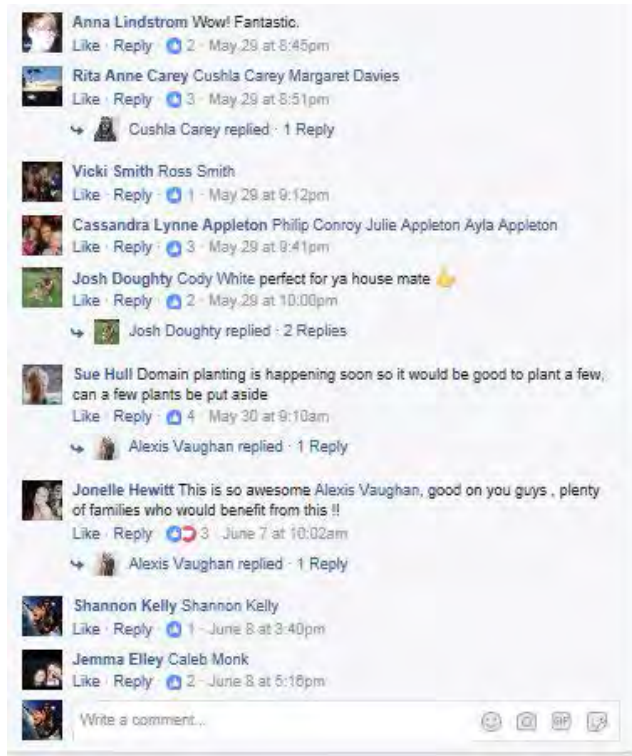 Anna Lindstrom Wow! Fantastic.
Like · Reply · 2 · May 29 at 8:45pm
Rita Anne Carey Cushla Carey Margaret Davies
Like · Reply · 3 · May 29 at 8:51pm
Cushla Carey replied · 1 Reply
Vicki Smith Ross Smith
Like · Reply · 1 · May 29 at 9:12pm
Cassandra Lynne Appleton Philip Conroy Julie Appleton Ayla Appleton
Like · Reply · 3 · May 29 at 9:41pm
Josh Doughty Cody White perfect for ya house mate
Like · Reply · 2 · May 29 at 10:00pm
Josh Doughty replied · 2 Replies
Sue Hull Domain planting is happening soon so it would be good to plant a few,
can a few plants be put aside
Like · Reply · 4 · May 30 at 9:10am
Alexis Vaughan replied · 1 Reply
Jonelle Hewitt This is so awesome Alexis Vaughan, good on you guys , plenty
of families who would benefit from this !!
Like · Reply · 3 · June 7 at 10:02am
Alexis Vaughan replied · 1 Reply
Shannon Kelly Shannon Kelly
Like · Reply · 1 · June 8 at 3:40pm
Jemma Elley Caleb Monk
Like · Reply · 2 · June 8 at 5:16pm
Write a comment...
GIF